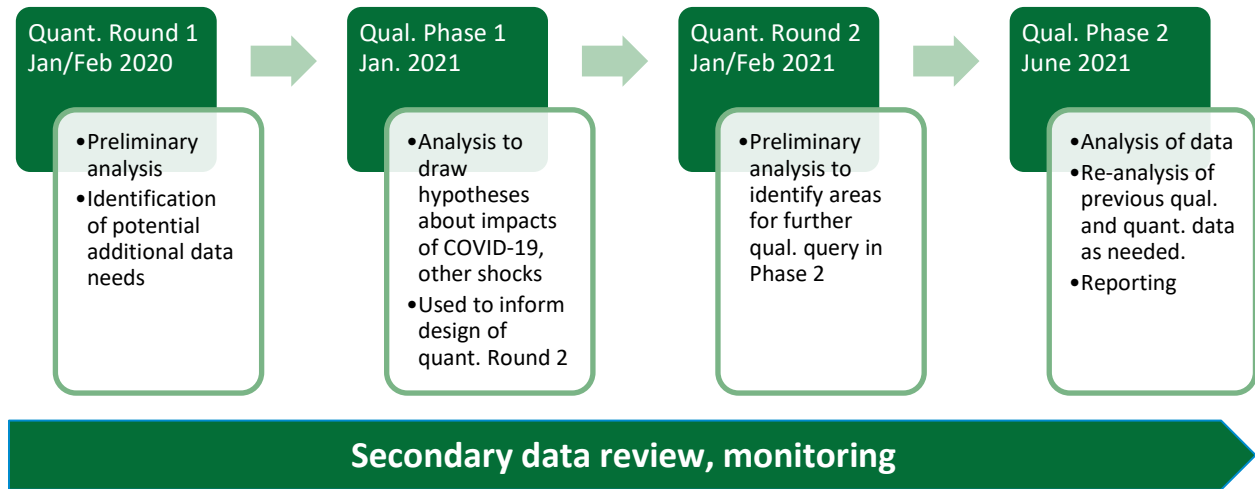 Quant. Round 1
Jan/Feb 2020
•Preliminary
analysis
•Identification
of potential
additional data
needs
Qual. Phase 1
Jan. 2021
•Analysis to
draw
hypotheses
about impacts
of COVID-19,
other shocks
•Used to inform
design of
quant. Round 2
Quant. Round 2
Jan/Feb 2021
•Preliminary
analysis to
identify areas
for further
qual. query in
Phase 2
Qual. Phase 2
June 2021
•Analysis of data
•Re-analysis of
previous qual.
and quant. data
as needed.
•Reporting
Secondary data review, monitoring